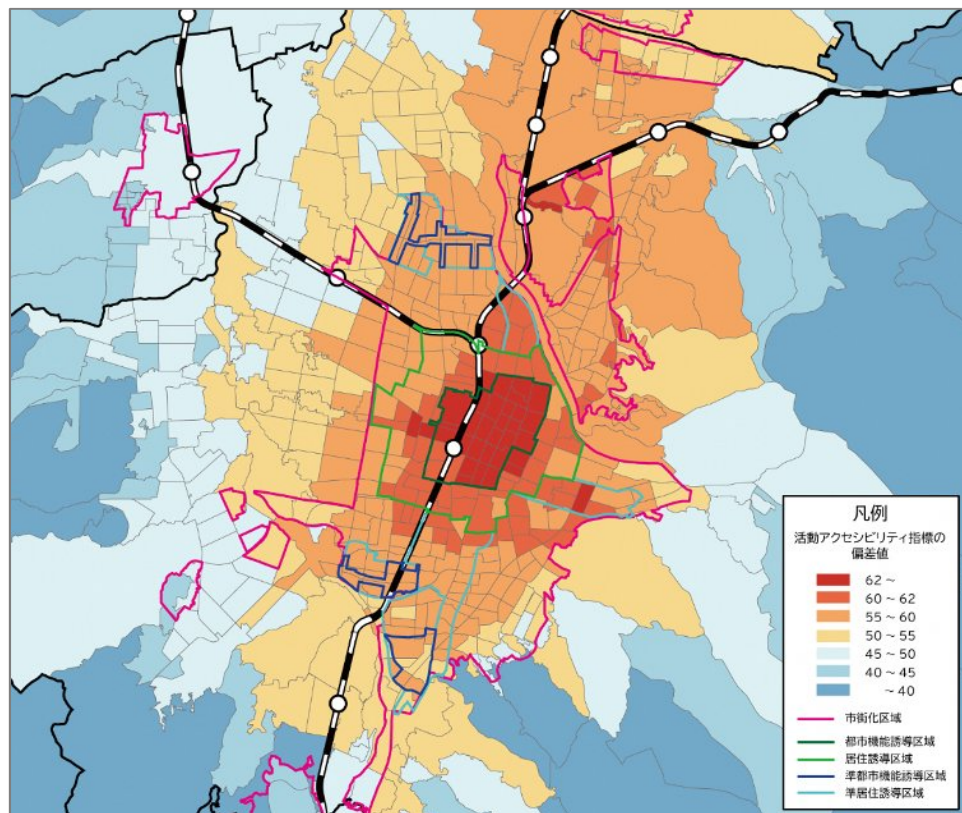 凡例
活動アクセシビリティ指標の
偏差値
62 ~
60 ~ 62
55 ~ 60
50 ~ 55
45 ~ 50
40 ~ 45
~ 40
市街化区域
都市機能誘導区域
居住誘導区域
準都市機能誘導区域
準居住誘導区域